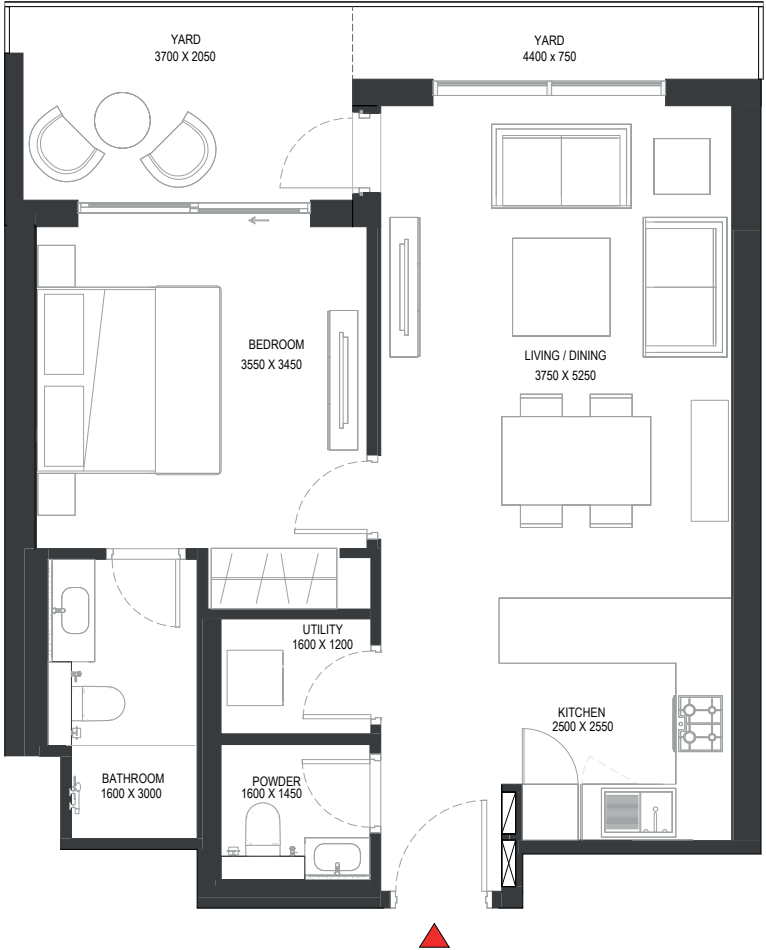 YARD
3700 X 2050
YARD
4400 x 750
BEDROOM
3550 X 3450
LIVING / DINING
3750 X 5250
UTILITY
1600 X 1200
KITCHEN
2500 X 2550
BATHROOM
1600 X 3000
POWDER
1600 X 1450